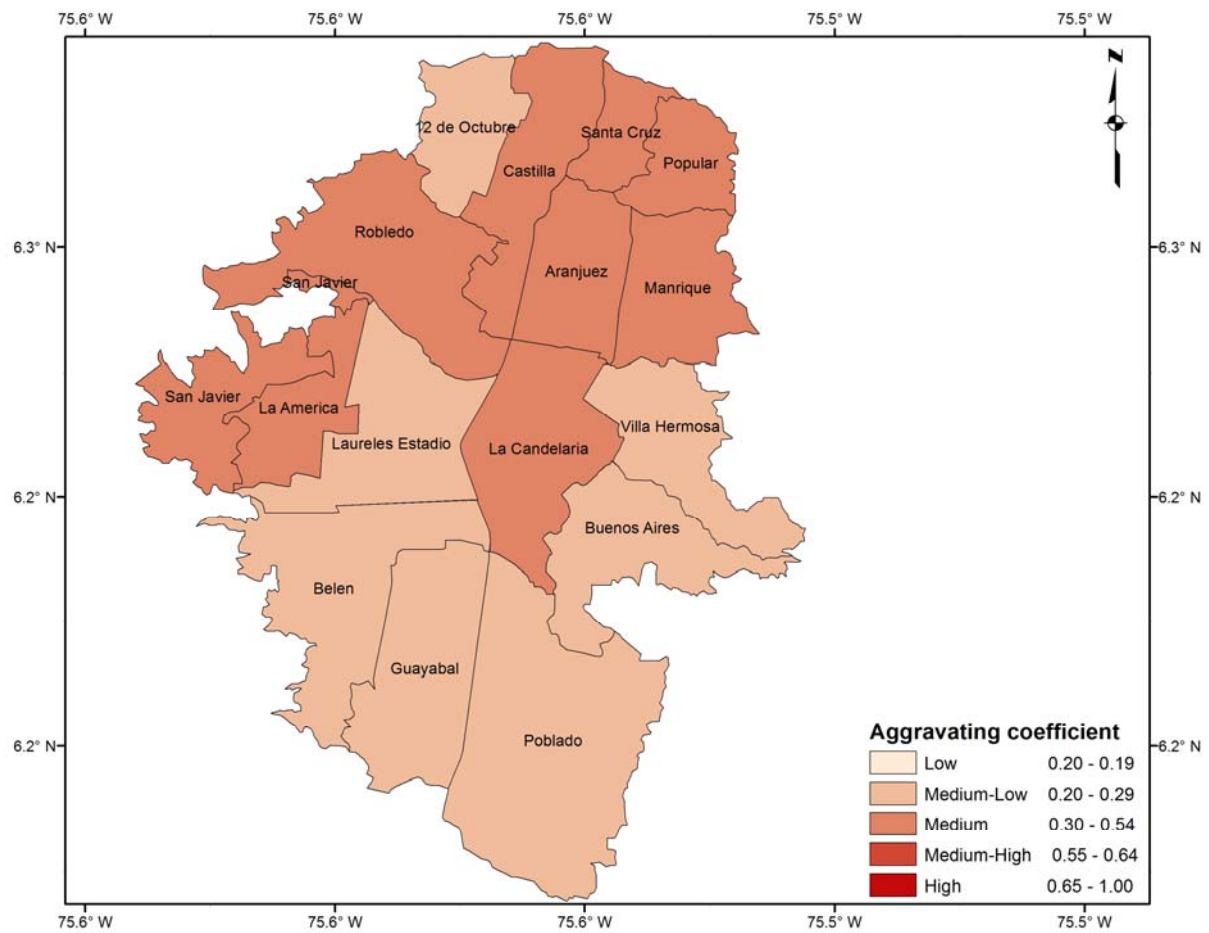 75.6° W 75.6° W 75.6° W 75.5° W 75.5° W
N
12 de Octubre
Santa Cruz
Castilla
Popular
Robledo
6.3° N 6.3° N
Aranjuez
San Javier
Manrique
San Javier
La America
Villa Hermosa
Laureles Estadio
La Candelaria
6.2° N 6.2° N
Buenos Aires
Belen
Guayabal
Poblado
6.2° N 6.2° N
Aggravating coefficient
Low 0.20 - 0.19
Medium-Low 0.20 - 0.29
Medium 0.30 - 0.54
Medium-High 0.55 - 0.64
High 0.65 - 1.00
75.6° W 75.6° W 75.6° W 75.5° W 75.5° W